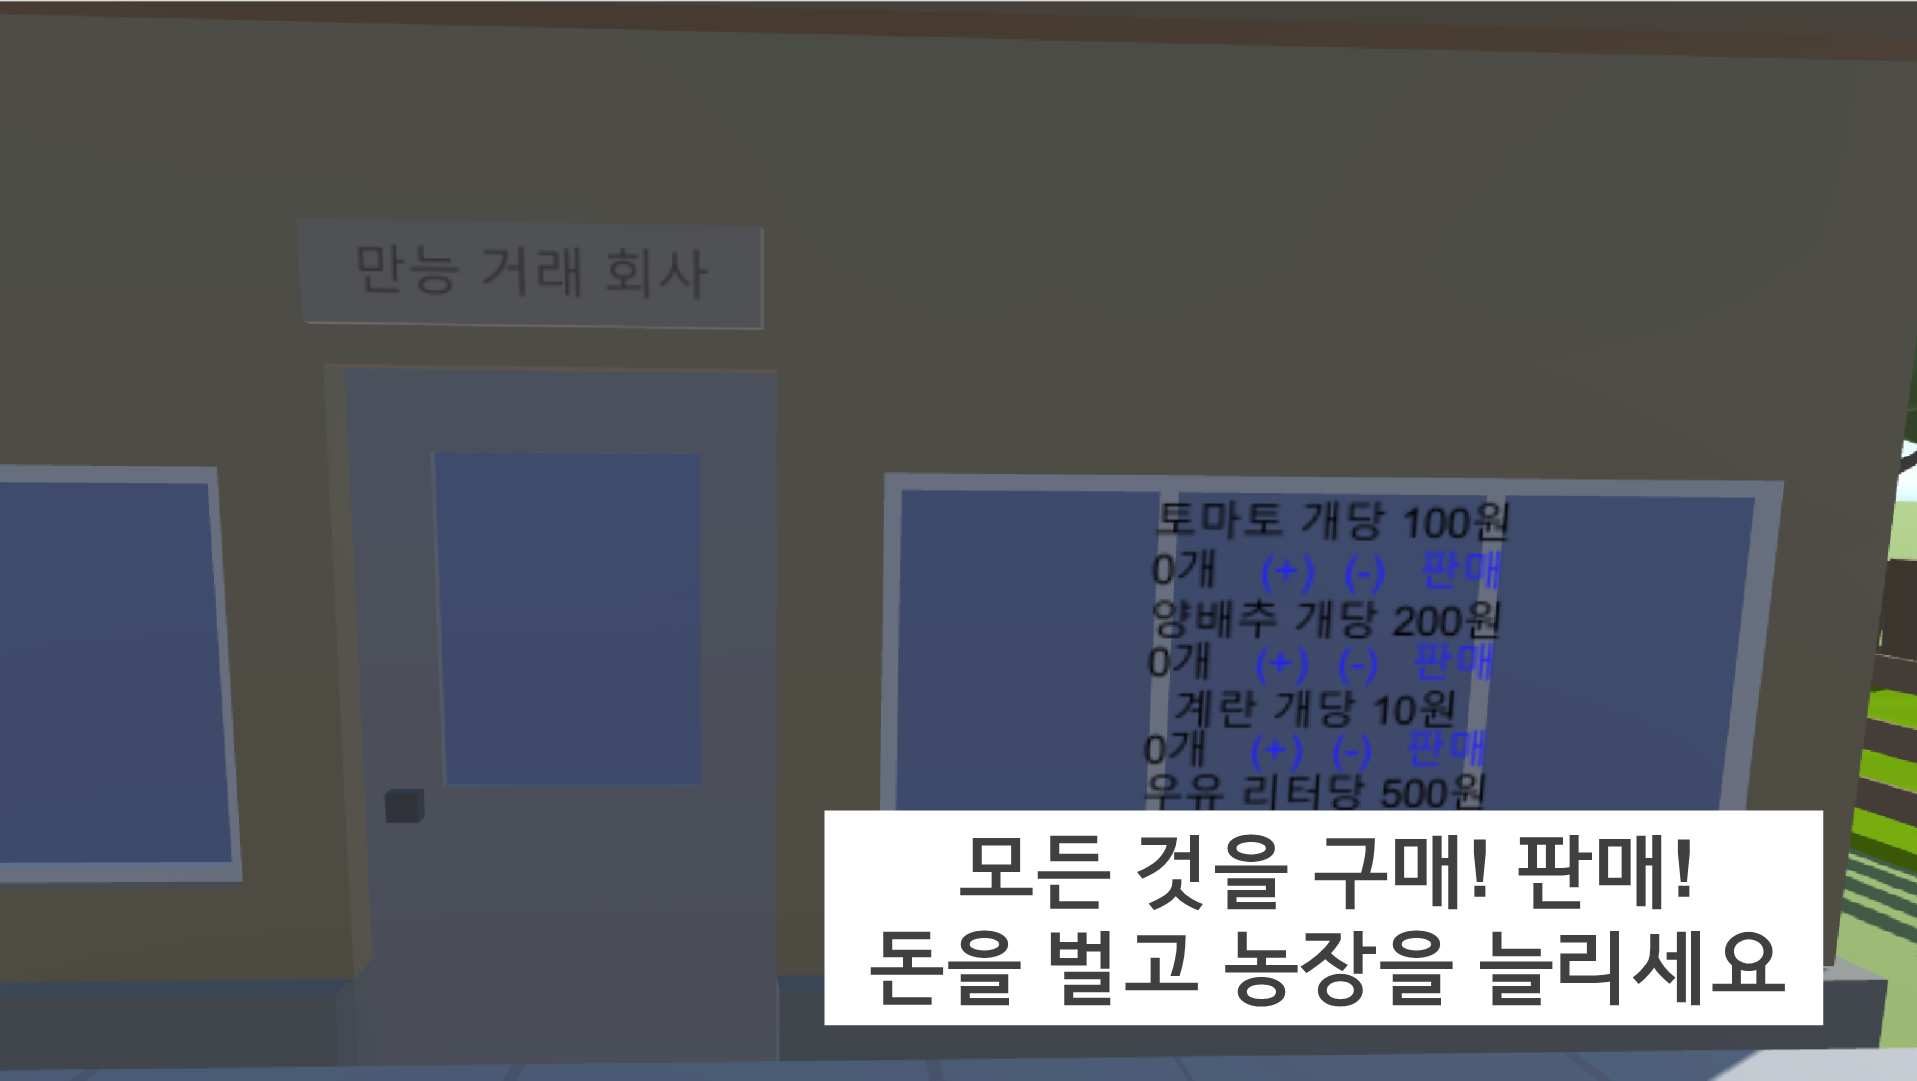 만능 거래 회사
토마토 개당 100원
0개 (+) (-) 판매
양배추 개당 200원
0개 (+) (-) 판매
계란 개당 10원
0개 (+) (-) 판매
우유 리터당 500원
모든 것을 구매! 판매!
돈을 벌고 농장을 늘리세요